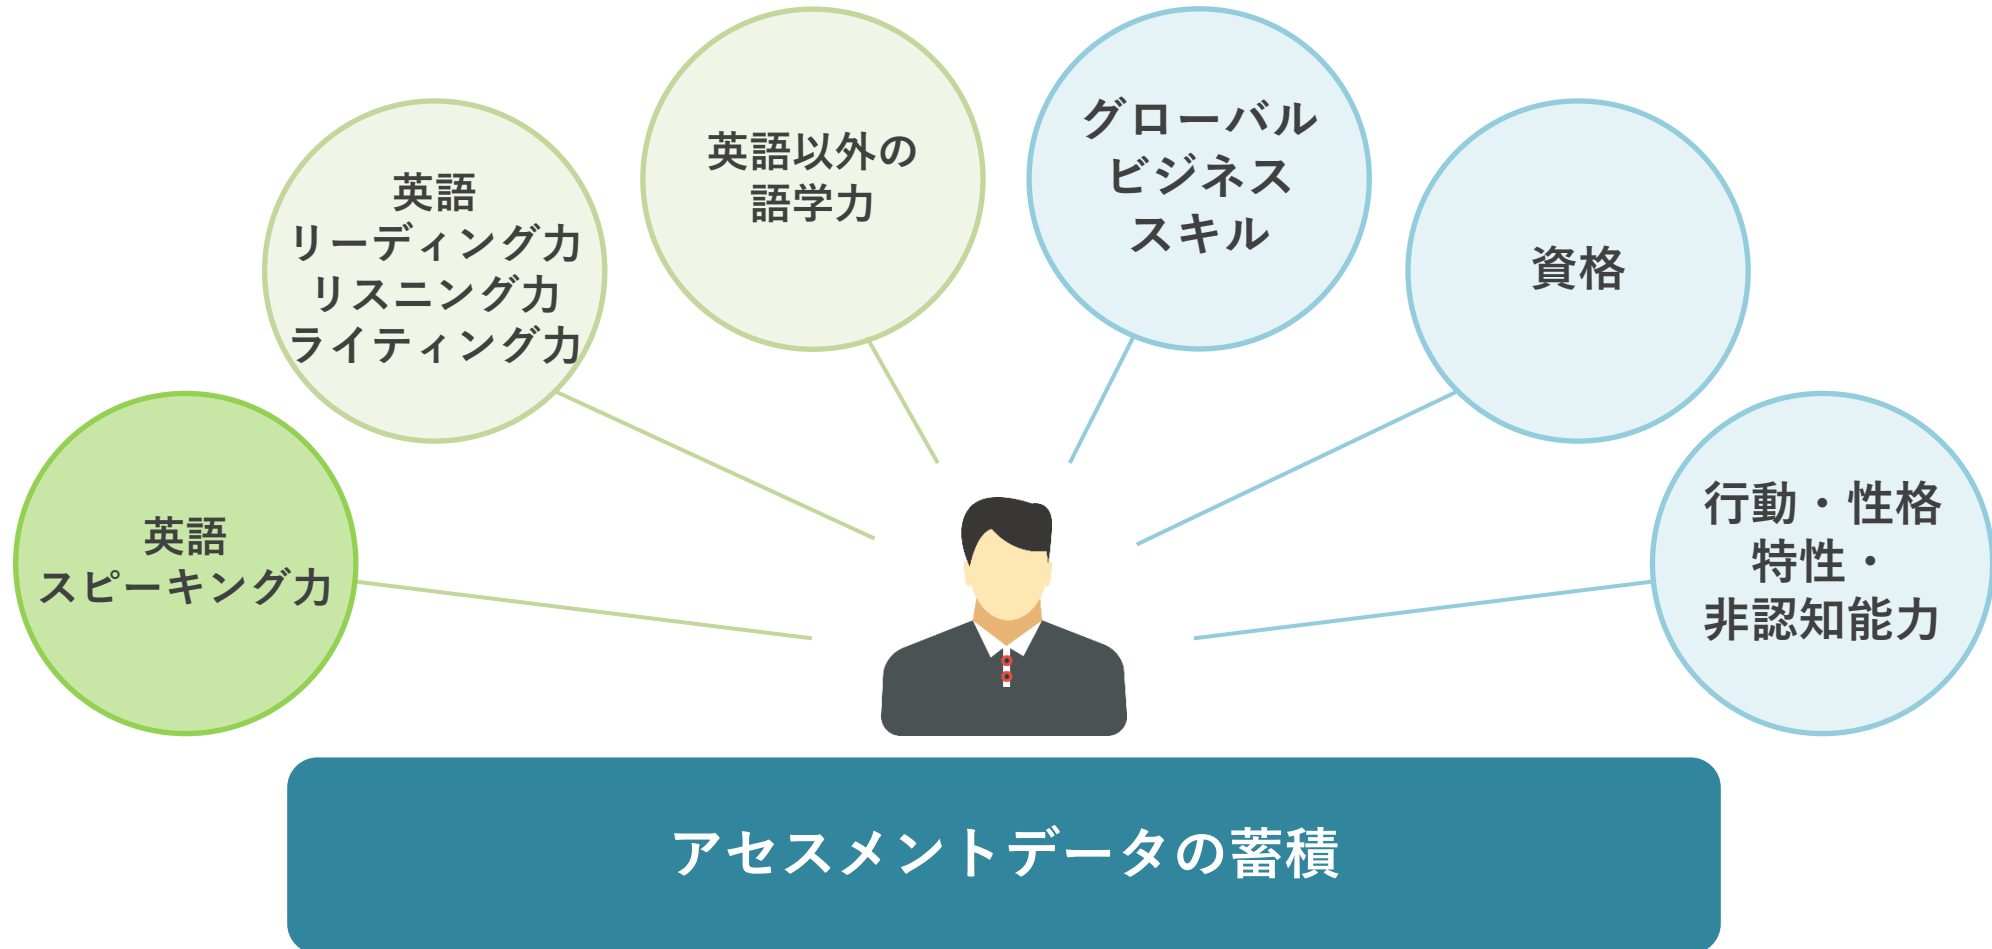 英語
スピーキング力
英語
リーディング力
リスニング力
ライティング力
英語以外の
語学力
グローバル
ビジネス
スキル
資格
行動・性格
特性・
非認知能力
アセスメントデータの蓄積